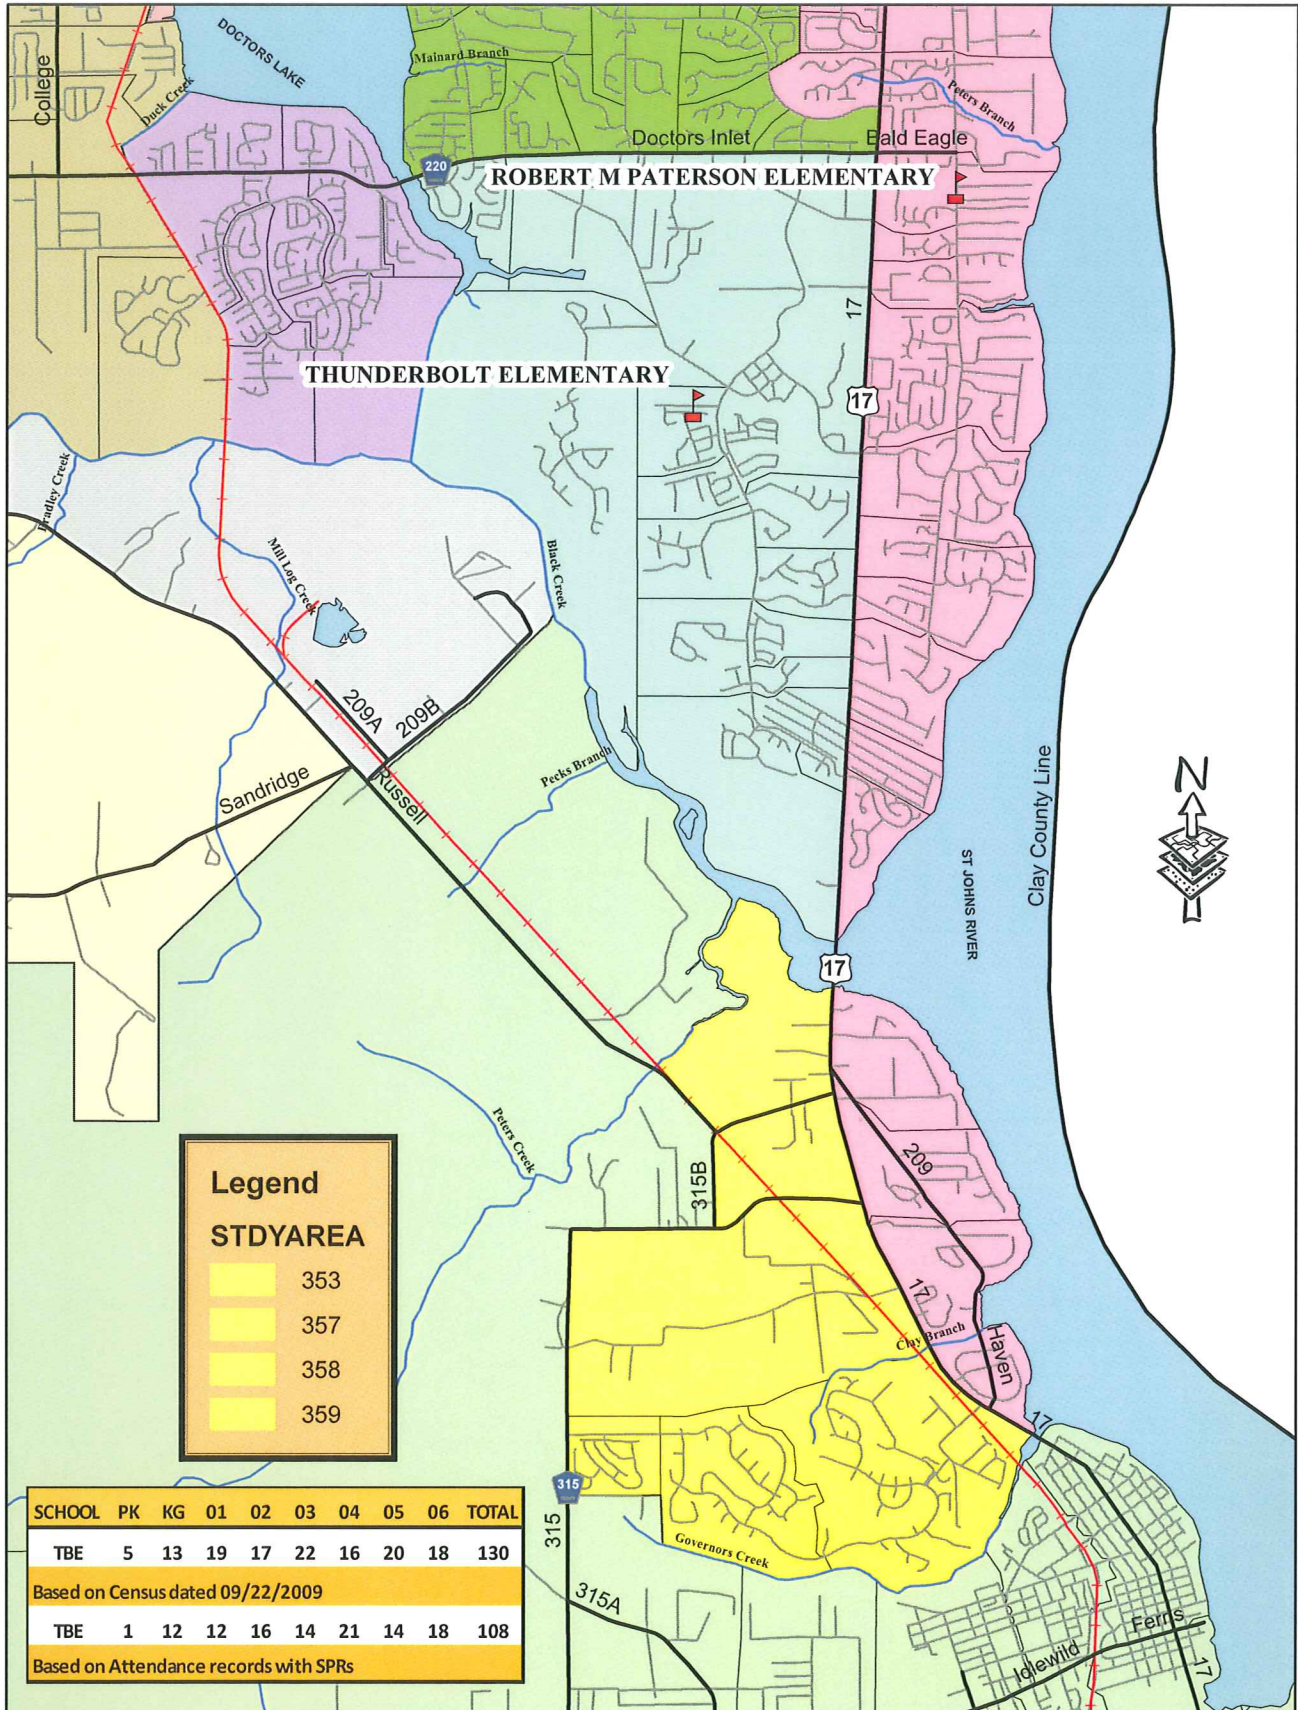 DOCTORS LAKE
College
Duck Creek
Mainard Branch
Peters Branch
Doctors Inlet
Bald Eagle
220
ROBERT M PATERSON ELEMENTARY
17
THUNDERBOLT ELEMENTARY
17
Bradley Creek
Mill Log Creek
Black Creek
209A
209B
Sandridge
Russell
Pecks Branch
Clay County Line
N
ST JOHNS RIVER
17
Peters Creek
315B
209
17
Clay Branch
Haven
17
Legend
STDYAREA
353
357
358
359
315
315
Governors Creek
315A
Idlewild
Ferris
17
SCHOOL PK KG 01 02 03 04 05 06 TOTAL
TBE 5 13 19 17 22 16 20 18 130
Based on Census dated 09/22/2009
TBE 1 12 12 16 14 21 14 18 108
Based on Attendance records with SPRs